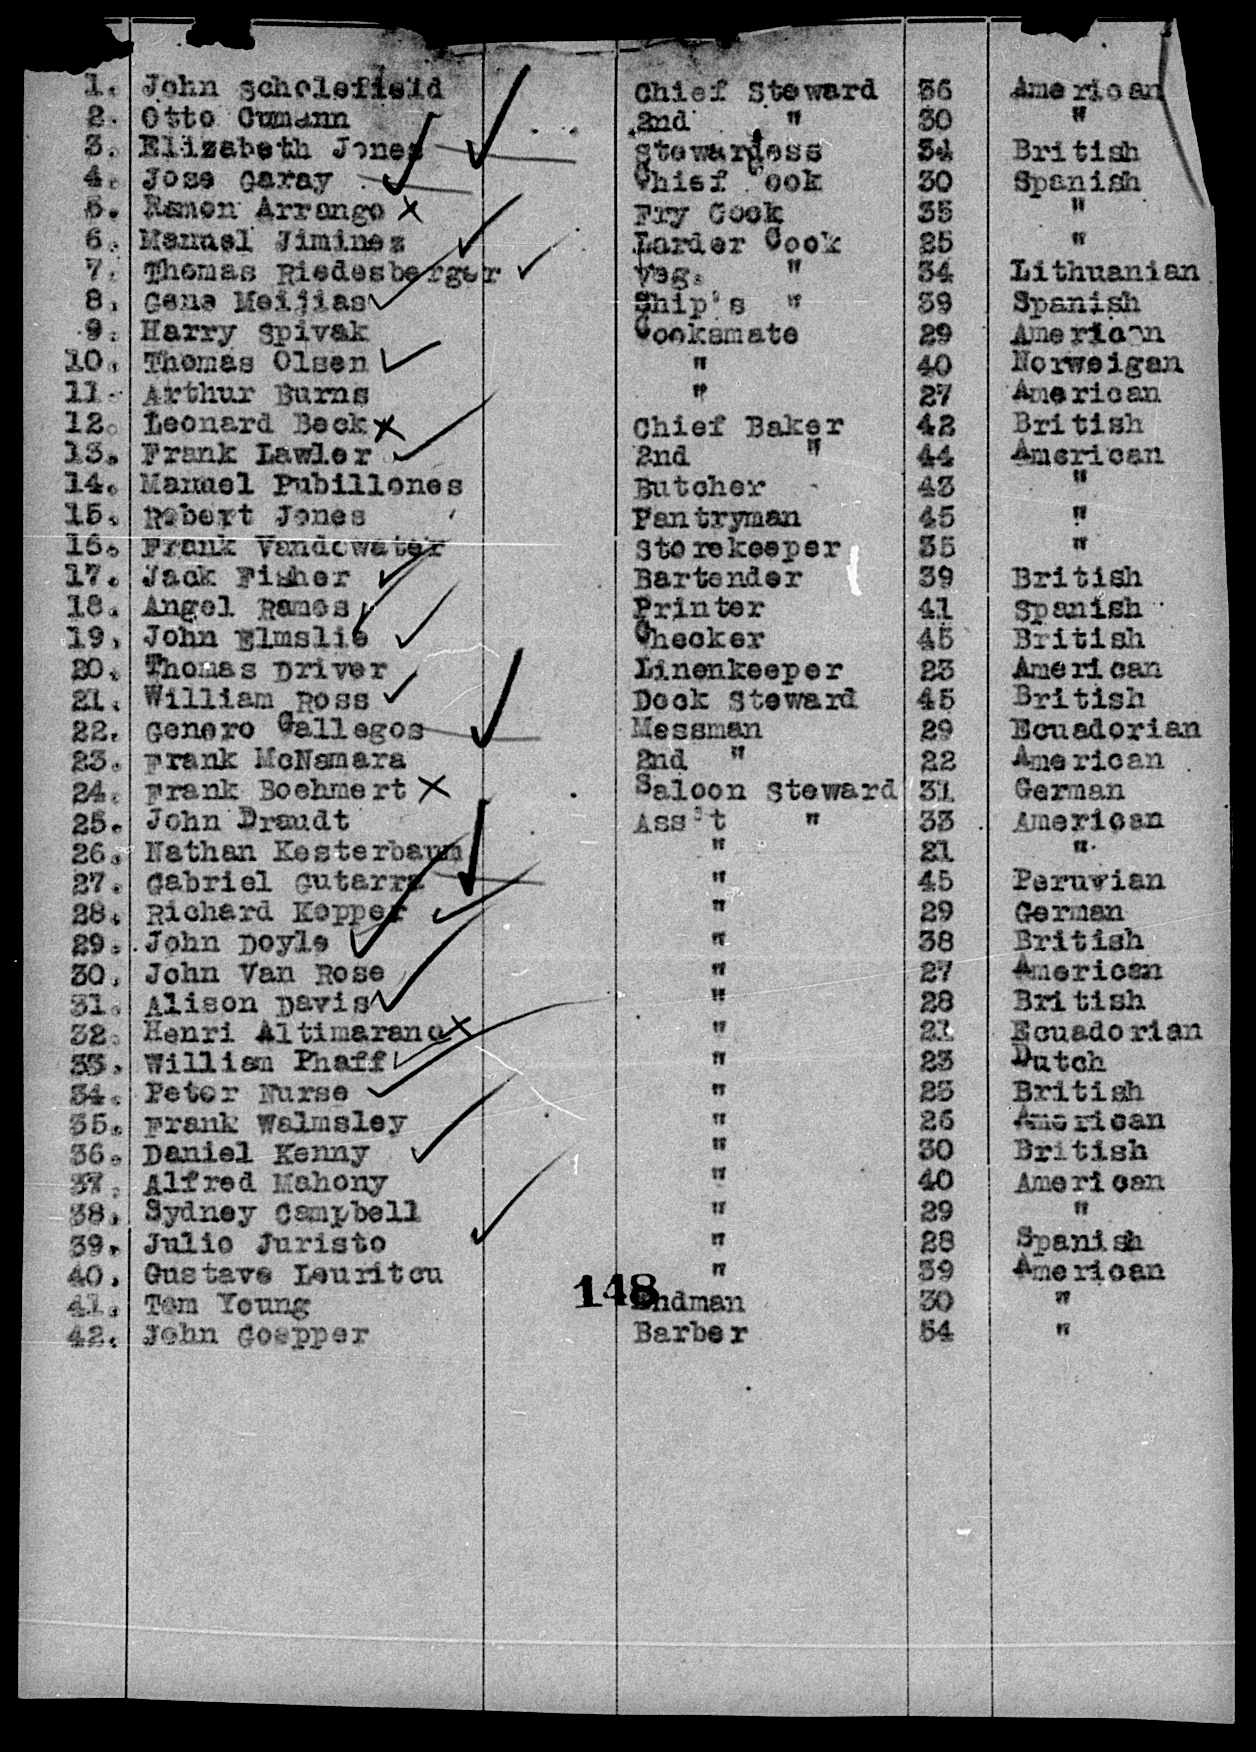 1. John Scholefield Chief Steward 36 American
2. Otto Cumann 2nd " 30 "
3. Elizabeth Jones Stewardess 34 British
4. Jose Garay Chief Cook 30 Spanish
5. Ramon Arrango Fry Cook 35 "
6. Manuel Jiminez Larder Cook 25 "
7. Thomas Riedesberger Veg. " 34 Lithuanian
8. Gene Meijias Ship's " 39 Spanish
9. Harry Spivak Cooksmate 29 American
10. Thomas Olsen " 40 Norweigan
11. Arthur Burns " 27 American
12. Leonard Beck Chief Baker 42 British
13. Frank Lawler 2nd " 44 American
14. Manuel Pubillones Butcher 43 "
15. Robert Jones Pantryman 45 "
16. Frank Vandewater Storekeeper 35 "
17. Jack Fisher Bartender 39 British
18. Angel Ramos Printer 41 Spanish
19. John Elmslie Checker 45 British
20. Thomas Driver Linenkeeper 23 American
21. William Ross Deck Steward 45 British
22. Genero Gallegos Messman 29 Ecuadorian
23. Frank McNamara 2nd " 22 American
24. Frank Boehmert Saloon Steward 31 German
25. John Draudt Ass't " 33 American
26. Nathan Kesterbaum " 21 "
27. Gabriel Gutarra " 45 Peruvian
28. Richard Kopper " 29 German
29. John Doyle " 38 British
30. John Van Rose " 27 American
31. Alison Davis " 28 British
32. Henri Altimarano " 21 Ecuadorian
33. William Phaff " 23 Dutch
34. Peter Nurse " 23 British
35. Frank Walmsley " 26 American
36. Daniel Kenny " 30 British
37. Alfred Mahony " 40 American
38. Sydney Campbell " 29 "
39. Julio Juristo " 28 Spanish
40. Gustave Leuritou " 39 American
41. Tom Young Endman 30 "
148
42. John Goepper Barber 54 "